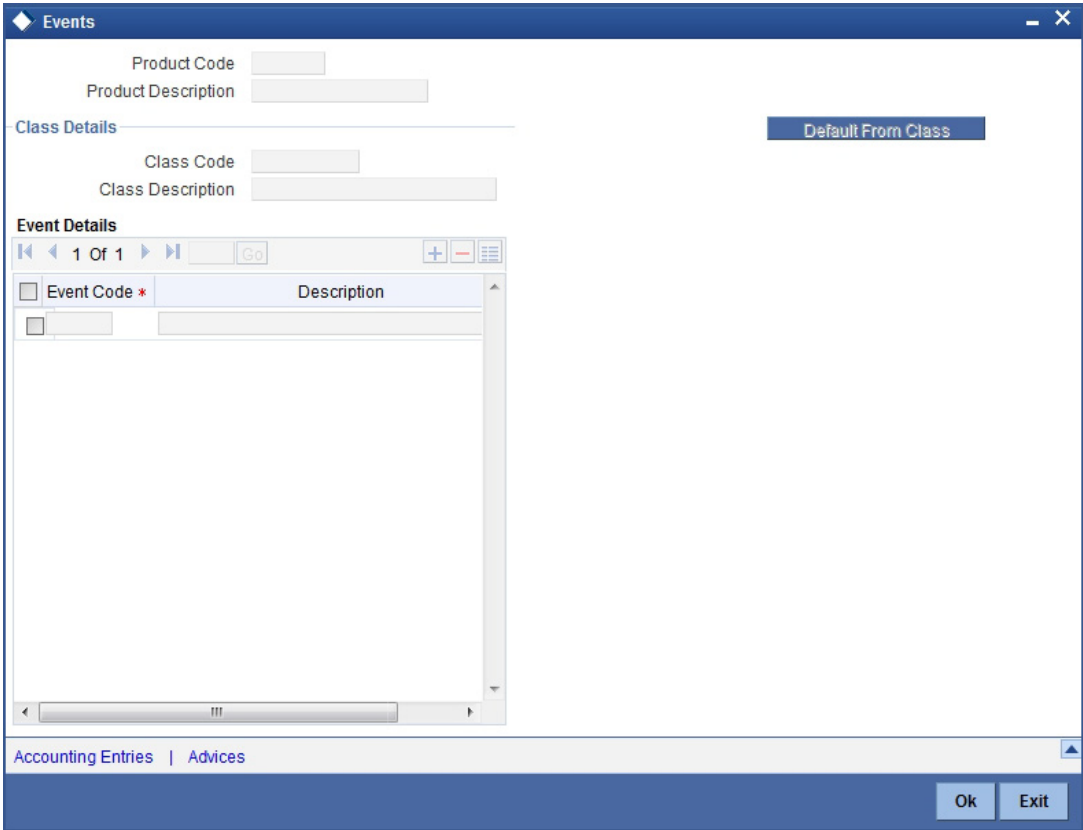 Events
Product Code
Product Description
Class Details
Default From Class
Class Code
Class Description
Event Details
1 Of 1 Go
Event Code * Description
Accounting Entries | Advices
Ok Exit